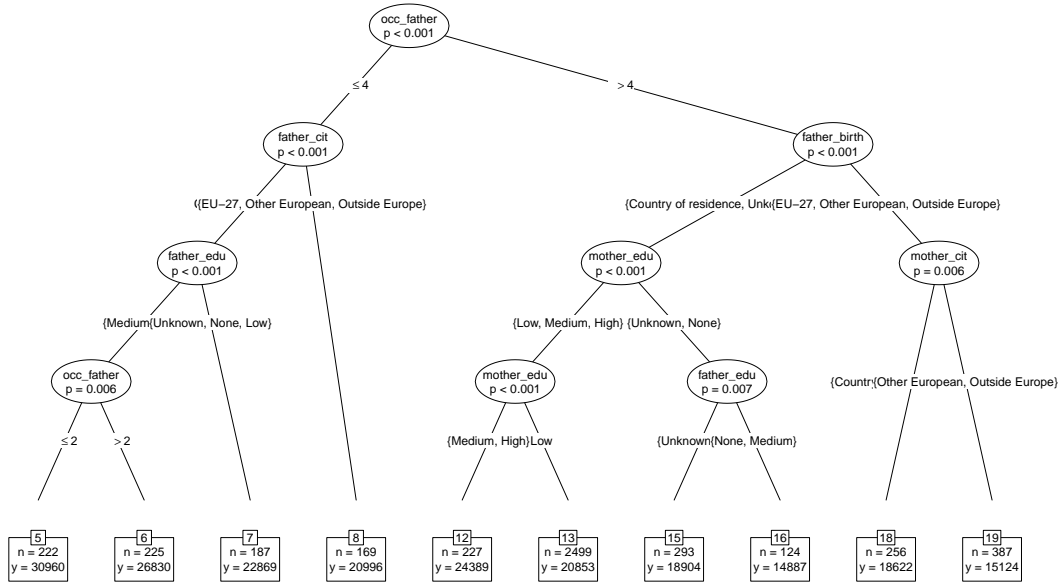 occ_father
p < 0.001
≤ 4
> 4
father_cit
p < 0.001
father_birth
p < 0.001
{EU−27, Other European, Outside Europe}
{Country of residence,
{EU−27, Other European, Outside Europe}
father_edu
p < 0.001
mother_edu
p < 0.001
mother_cit
p = 0.006
{Medium
{Unknown, None, Low}
{Low, Medium, High}
{Unknown, None}
occ_father
p = 0.006
mother_edu
p < 0.001
father_edu
p = 0.007
{Other European, Outside Europe}
≤ 2
> 2
{Medium, High}
Low
{Unknown
{None, Medium}
5
n = 222
y = 30960
6
n = 225
y = 26830
7
n = 187
y = 22869
8
n = 169
y = 20996
12
n = 227
y = 24389
13
n = 2499
y = 20853
15
n = 293
y = 18904
16
n = 124
y = 14887
18
n = 256
y = 18622
19
n = 387
y = 15124